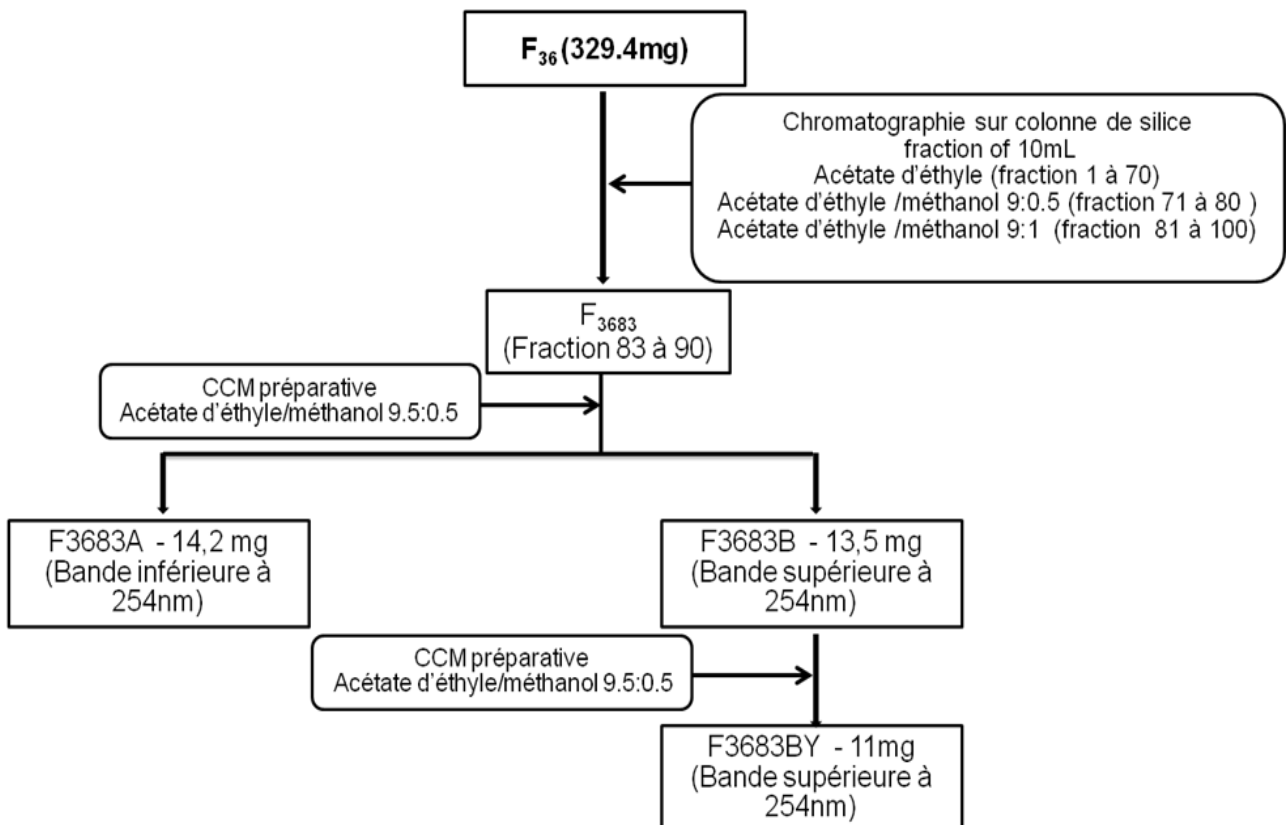 F36 (329.4mg)
Chromatographie sur colonne de silice
fraction of 10mL
Acétate d'éthyle (fraction 1 à 70)
Acétate d'éthyle /méthanol 9:0.5 (fraction 71 à 80 )
Acétate d'éthyle /méthanol 9:1 (fraction 81 à 100)
F3683
(Fraction 83 à 90)
CCM préparative
Acétate d'éthyle/méthanol 9.5:0.5
F3683A - 14,2 mg
(Bande inférieure à
254nm)
F3683B - 13,5 mg
(Bande supérieure à
254nm)
CCM préparative
Acétate d'éthyle/méthanol 9.5:0.5
F3683BY - 11mg
(Bande supérieure à
254nm)